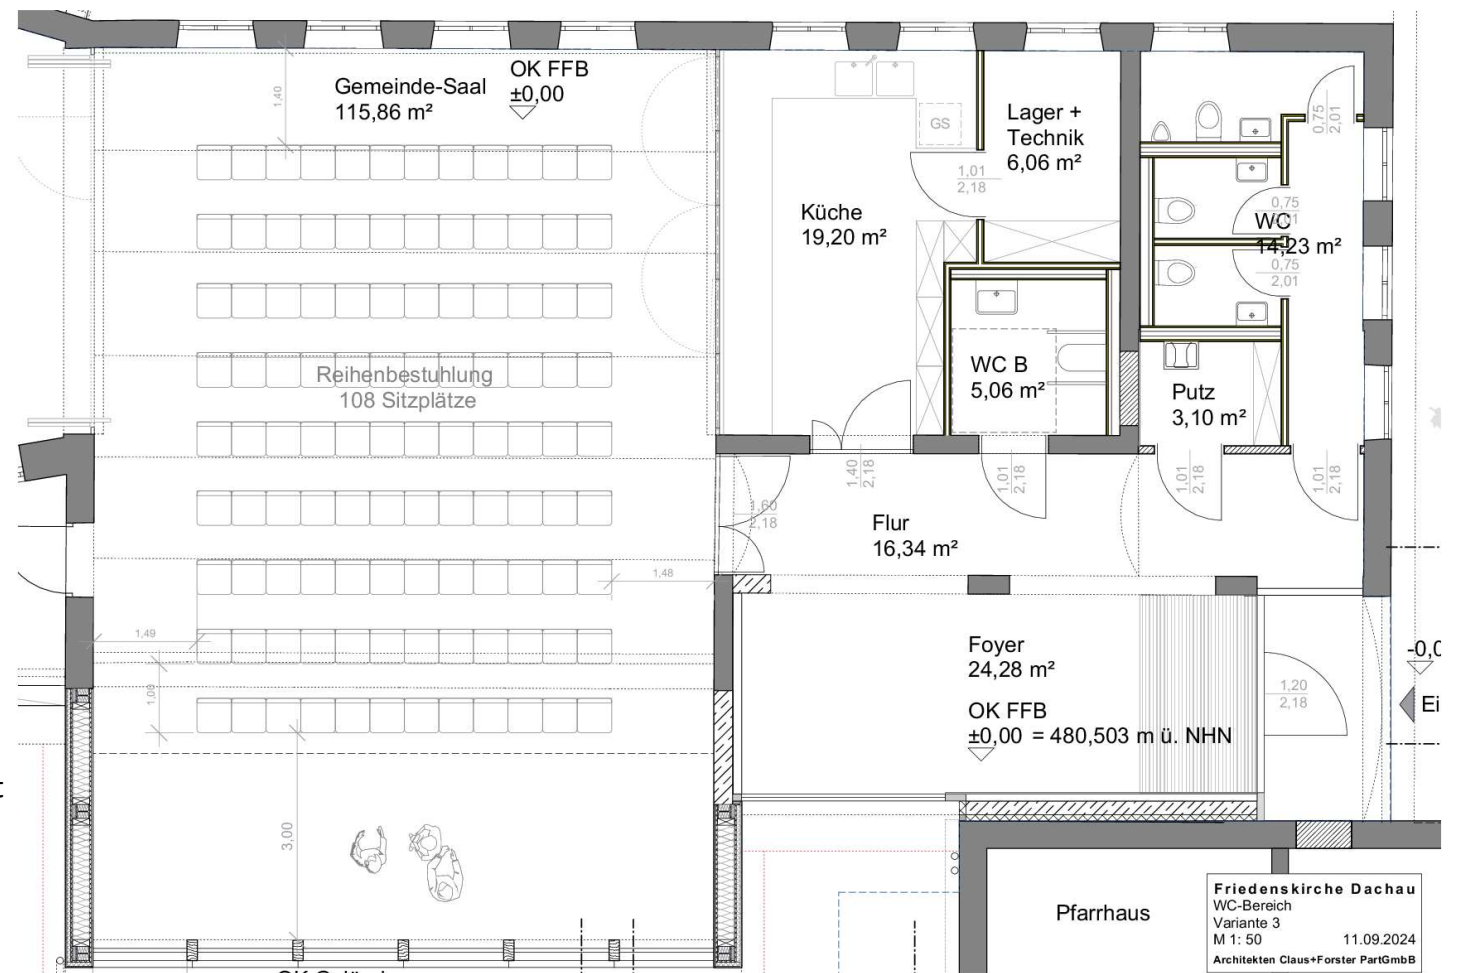 Gemeinde-Saal
115,86 m²
OK FFB
±0,00
1,40
GS
Lager +
Technik
6,06 m²
1,01
2,18
Küche
19,20 m²
0,75
2,01
0,75
WC
14,23 m²
0,75
2,01
Reihenbestuhlung
108 Sitzplätze
WC B
5,06 m²
Putz
3,10 m²
1,40
2,18
1,01
2,18
1,01
2,18
1,01
2,18
1,60
2,18
Flur
16,34 m²
1,48
1,49
1,00
Foyer
24,28 m²
OK FFB
±0,00 = 480,503 m ü. NHN
1,20
2,18
-0,0
Ei
3,00
Pfarrhaus
Friedenskirche Dachau
WC-Bereich
Variante 3
M 1: 50 11.09.2024
Architekten Claus+Forster PartGmbB